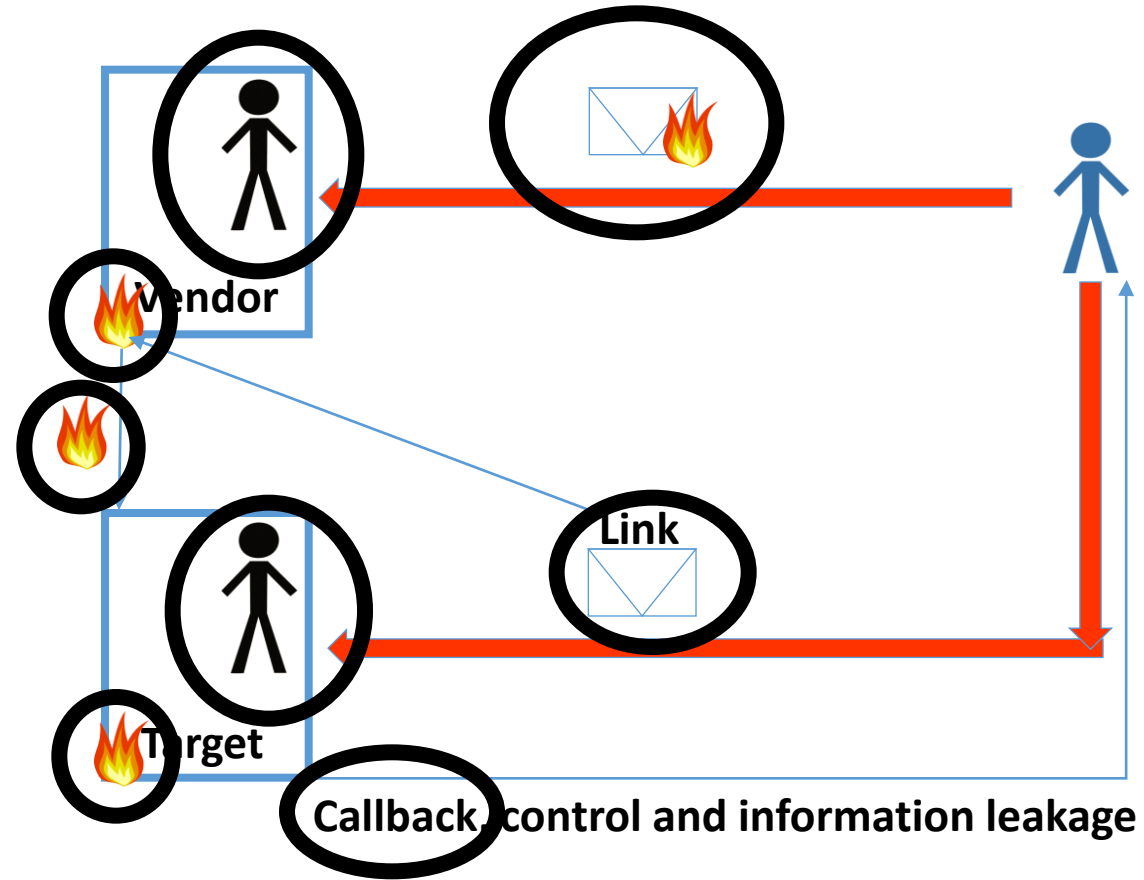 Vendor
Link
Target
Callback, control and information leakage